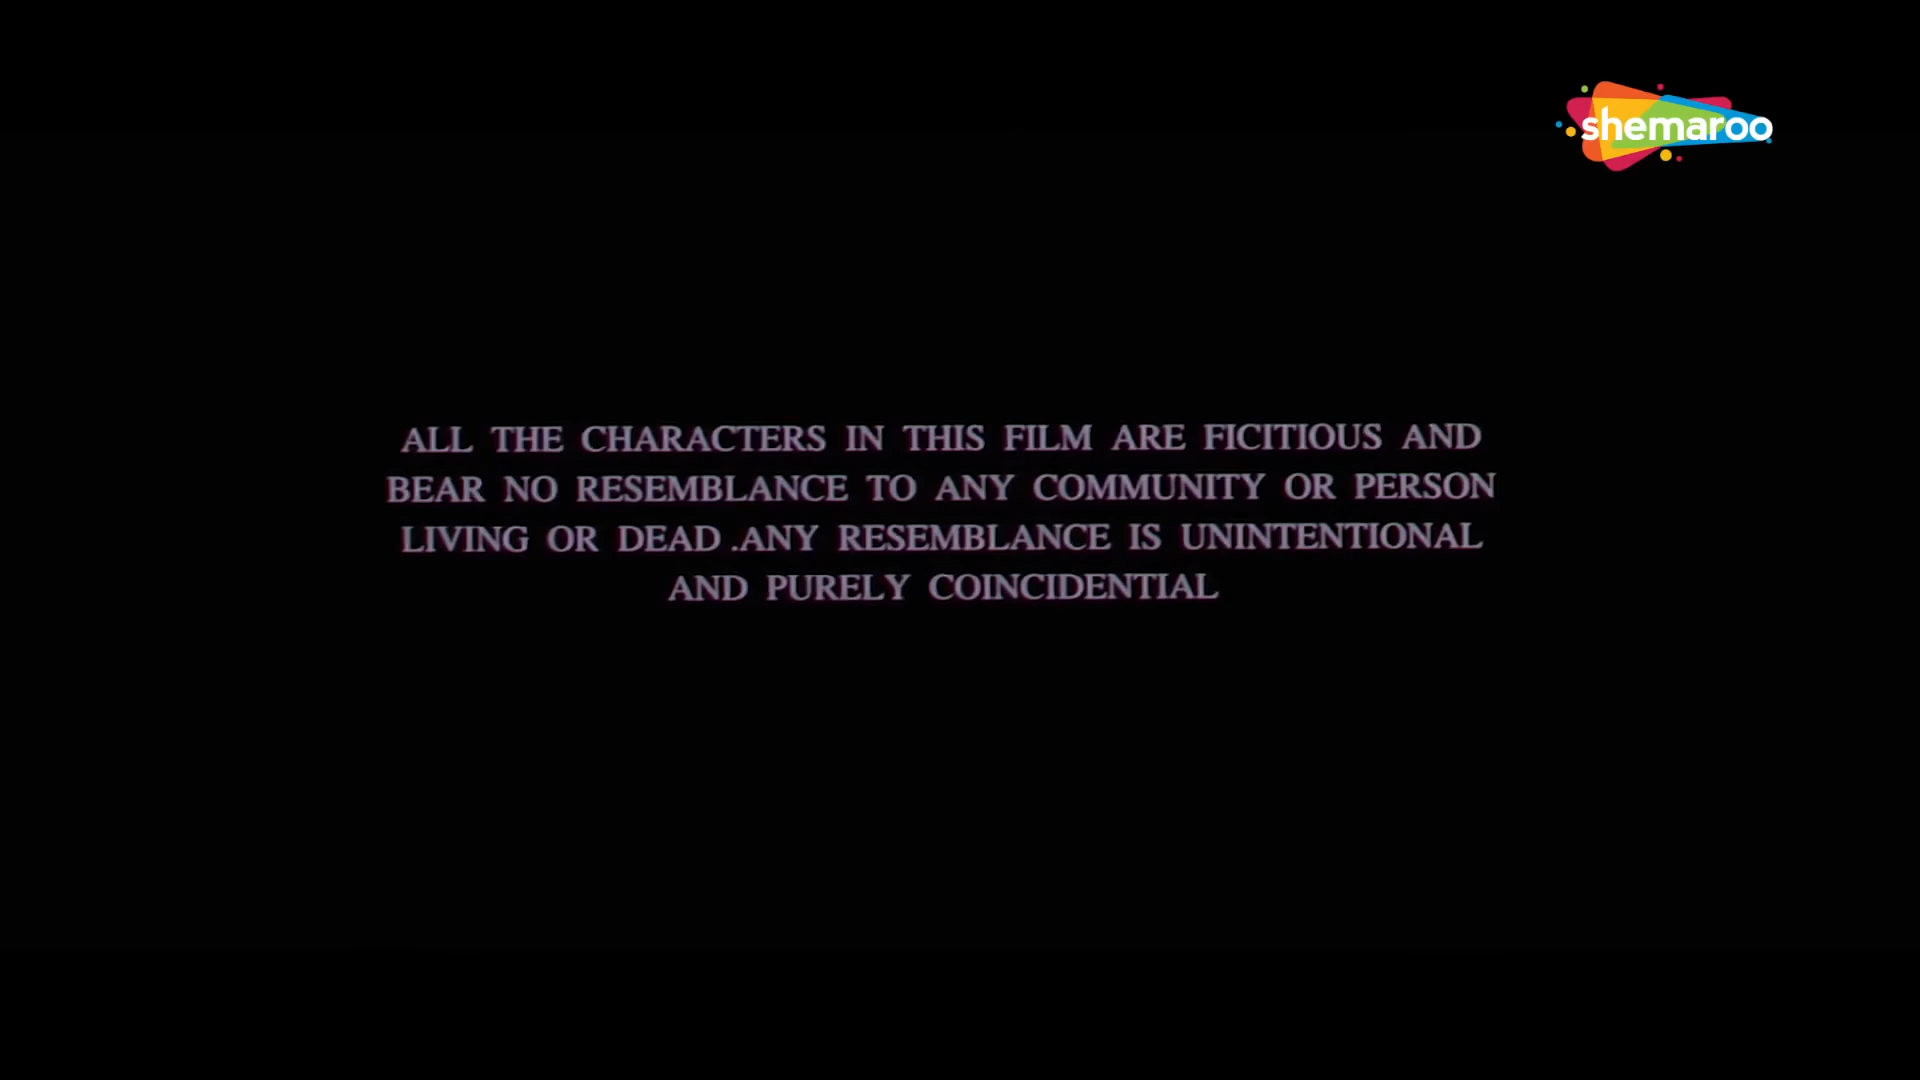 shemaroo
ALL THE CHARACTERS IN THIS FILM ARE FICITIOUS AND
BEAR NO RESEMBLANCE TO ANY COMMUNITY OR PERSON
LIVING OR DEAD .ANY RESEMBLANCE IS UNINTENTIONAL
AND PURELY COINCIDENTIAL